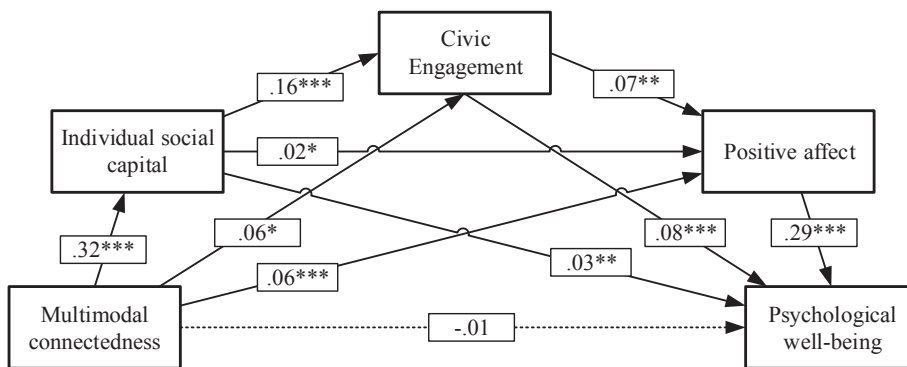 Civic
Engagement
.16***
.07**
Individual social
capital
.02*
Positive affect
.32***
.06*
.08***
.29***
.06***
.03**
Multimodal
connectedness
-.01
Psychological
well-being